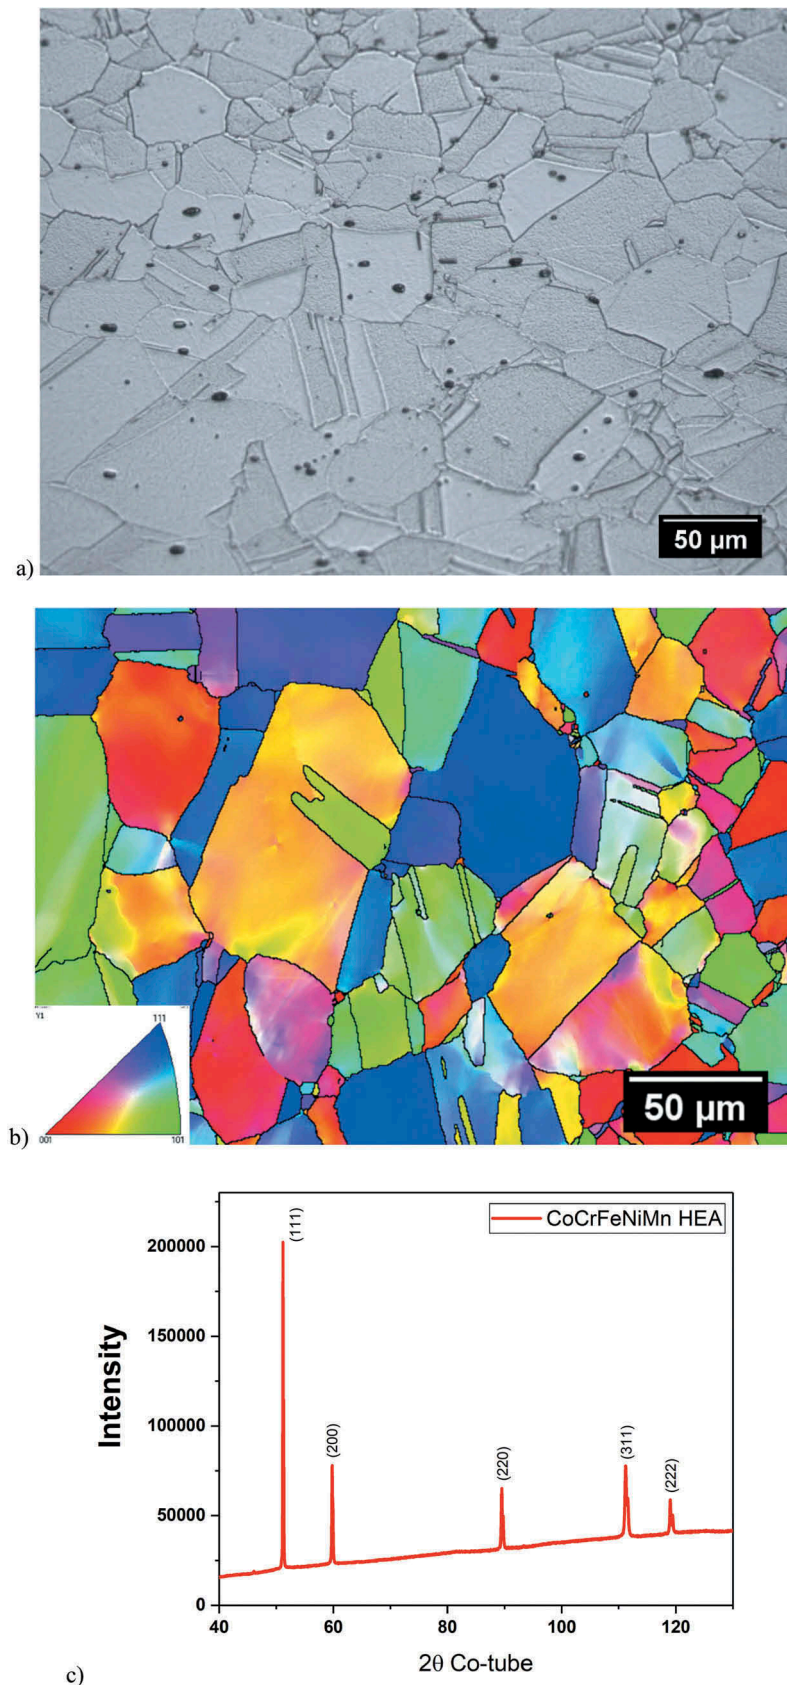 50 µm
a)
Y1
111
001
101
50 µm
b)
CoCrFeNiMn HEA
(111)
(200)
(220)
(311)
(222)
200000
150000
100000
50000
0
Intensity
40
60
80
100
120
2θ Co-tube
c)